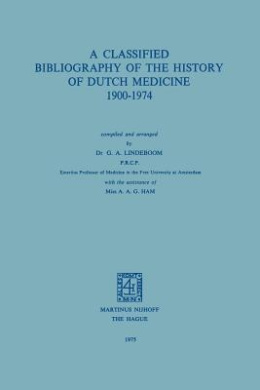 A CLASSIFIED
BIBLIOGRAPHY OF THE HISTORY
OF DUTCH MEDICINE
1900-1974
compiled and arranged
by
Dr G. A. LINDEBOOM
F.R.C.P.
Emeritus Professor of Medicine in the Free University at Amsterdam
with the assistance of
Miss A. A. G. HAM
MARTINUS NIJHOFF
THE HAGUE
1975